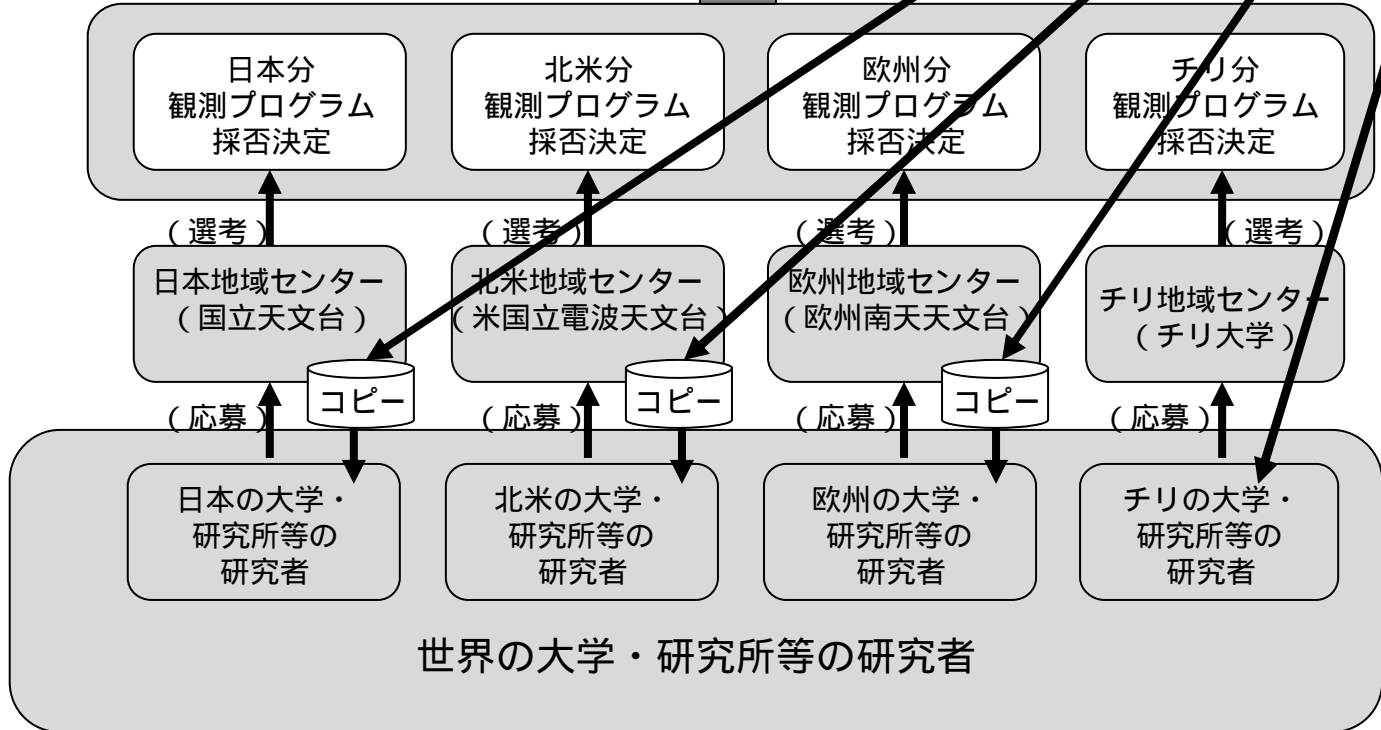 日本分
観測プログラム
採否決定
北米分
観測プログラム
採否決定
欧州分
観測プログラム
採否決定
チリ分
観測プログラム
採否決定
(選考)
(選考)
(選考)
(選考)
日本地域センター
(国立天文台)
北米地域センター
(米国立電波天文台)
欧州地域センター
(欧州南天天文台)
チリ地域センター
(チリ大学)
コピー
コピー
コピー
(応募)
(応募)
(応募)
(応募)
日本の大学・
研究所等の
研究者
北米の大学・
研究所等の
研究者
欧州の大学・
研究所等の
研究者
チリの大学・
研究所等の
研究者
世界の大学・研究所等の研究者